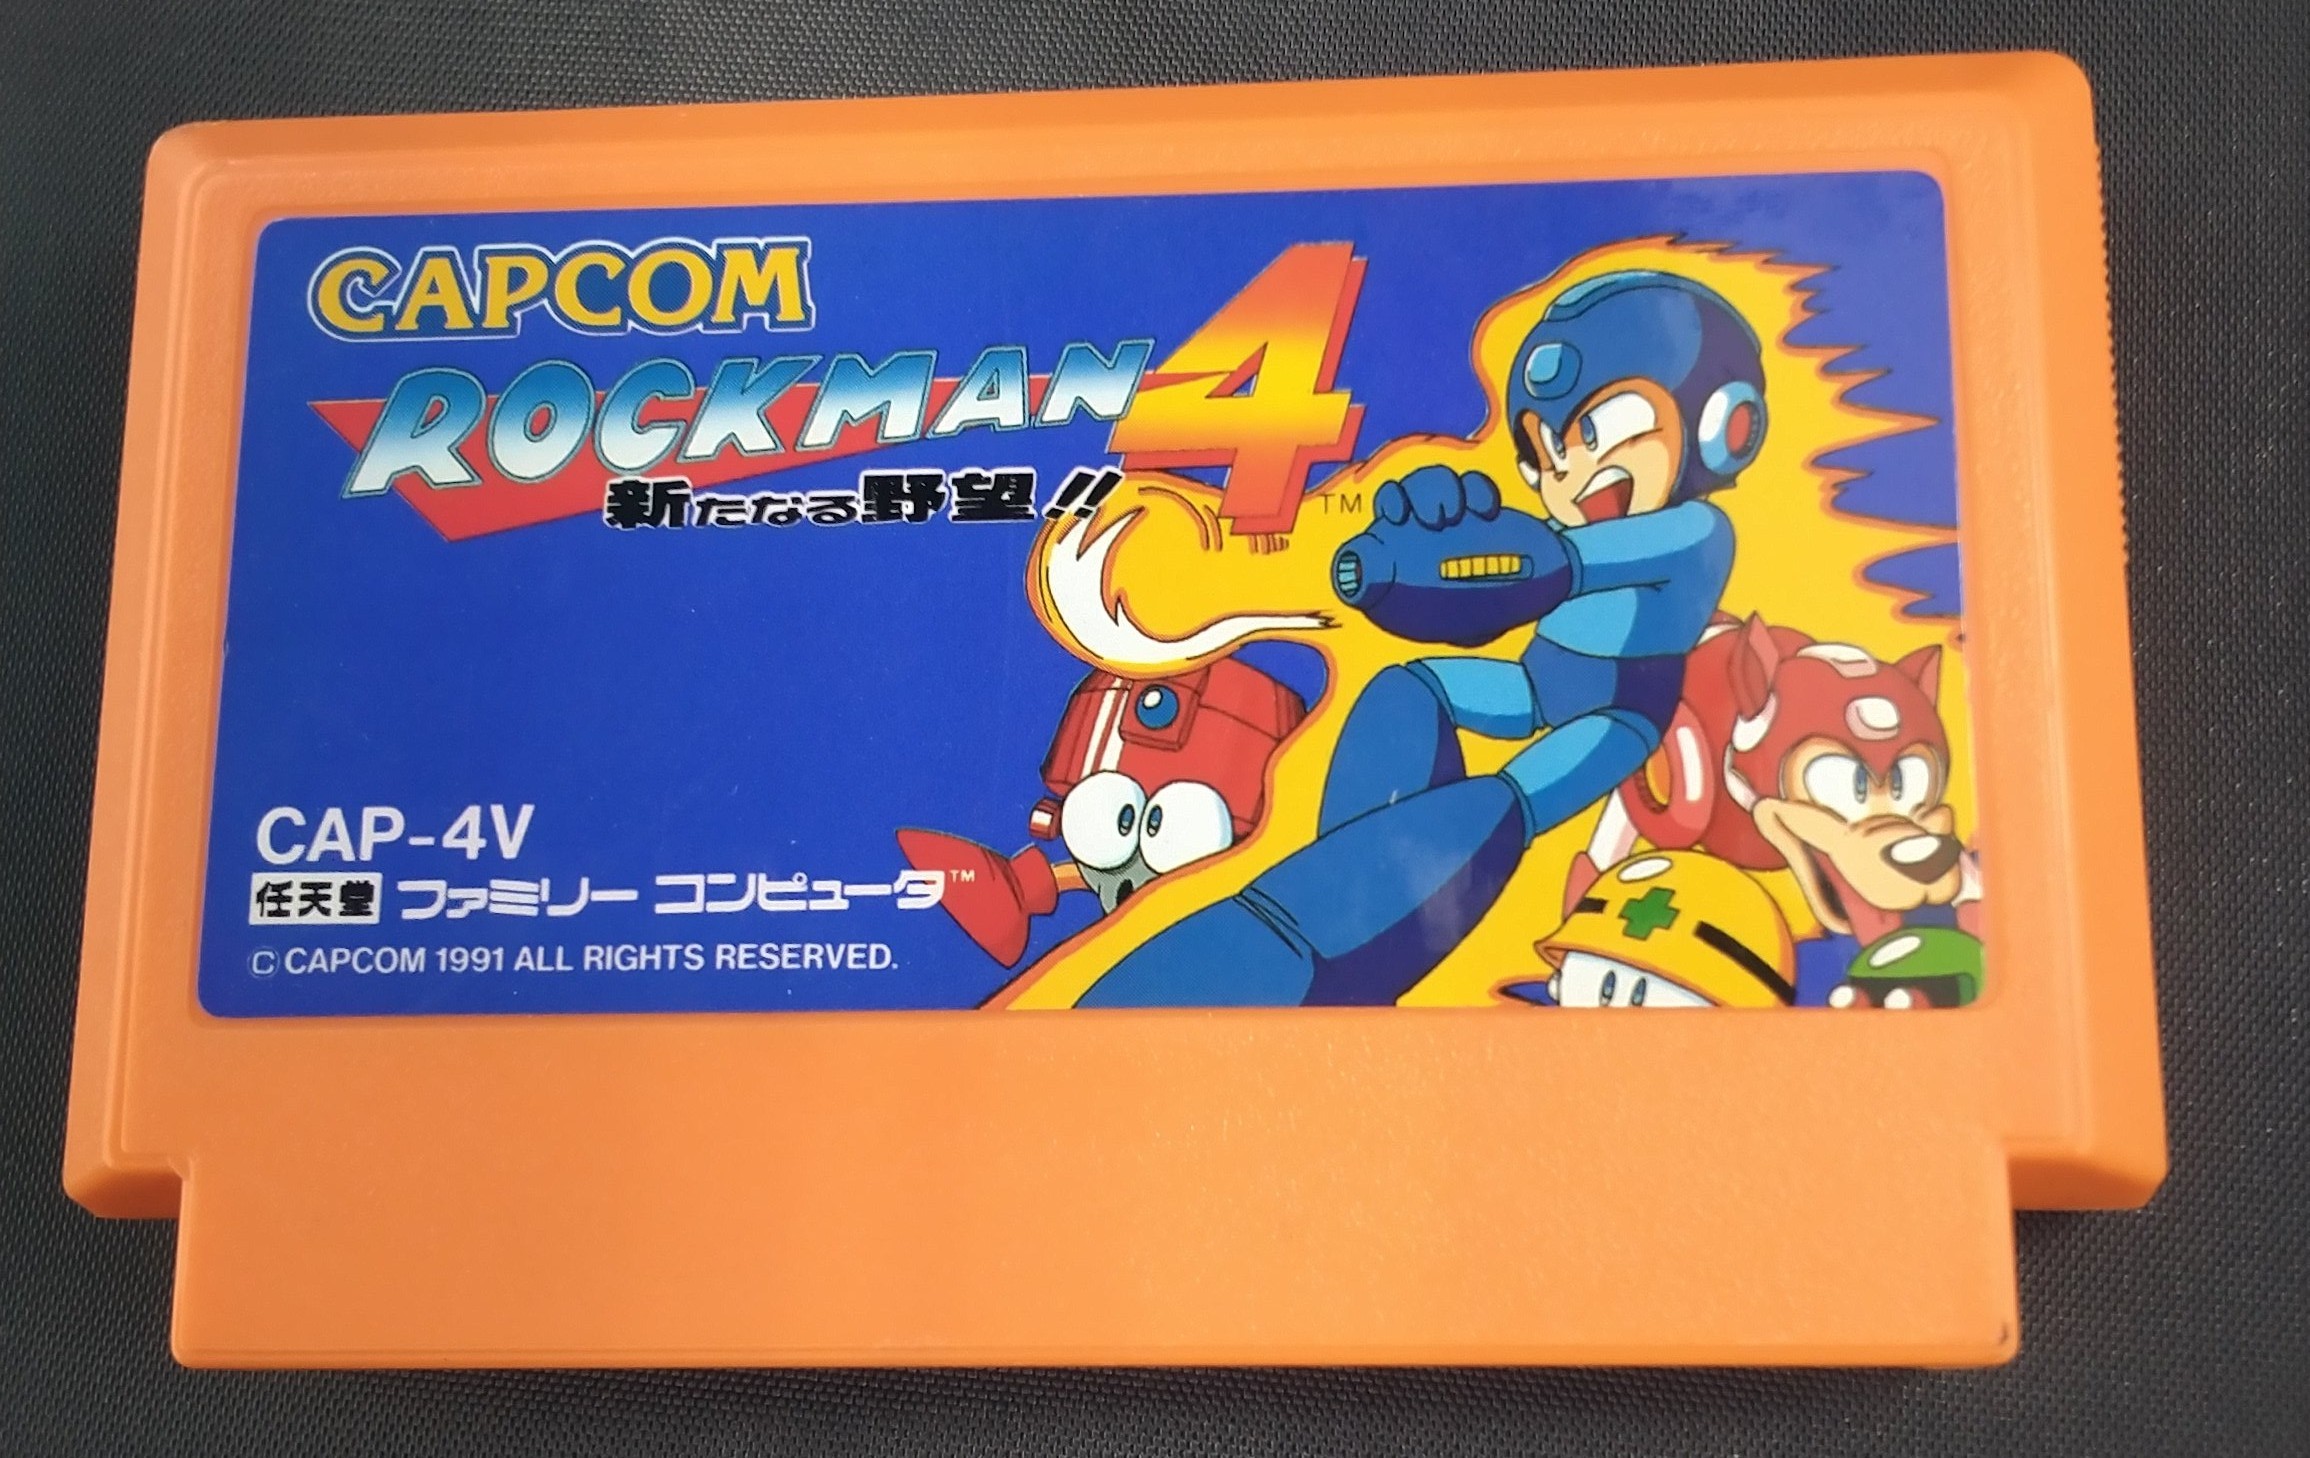 CAPCOM
ROCKMAN 4
新たなる野望!! TM
CAP-4V
任天堂 ファミリー コンピュータ™
©CAPCOM 1991 ALL RIGHTS RESERVED.